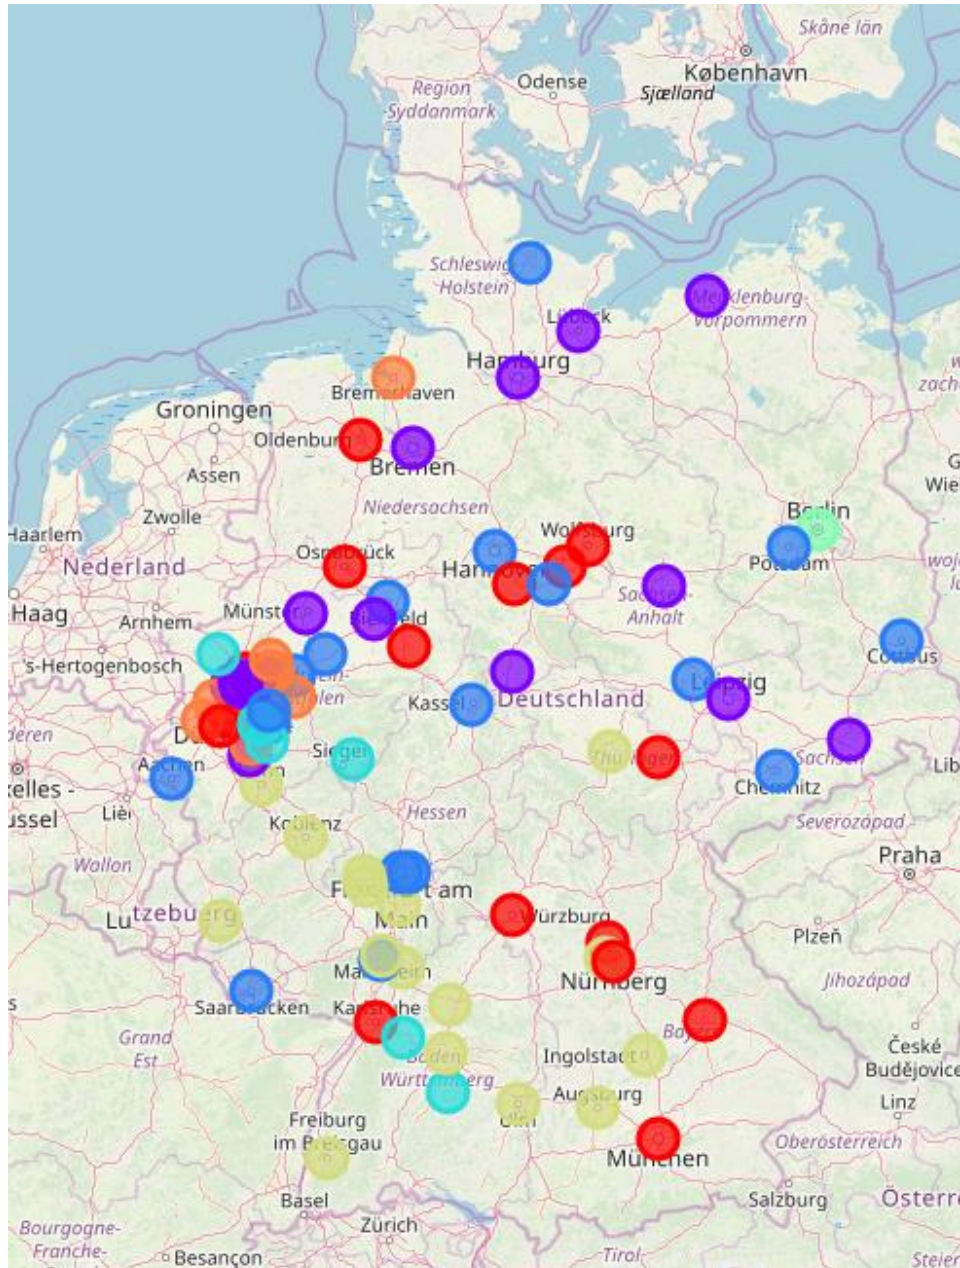 Skåne län
København
Odense
Sjælland
Region
Syddanmark
Schleswig
Holstein
Mecklenburg-
Vorpommern
Lübeck
Hamburg
Bremerhaven
Groningen
Oldenburg
Bremen
Assen
Niedersachsen
Zwolle
Haarlem
Wolfsburg
Berlin
Osnabrück
Nederland
Hannover
Potsdam
Haag
Münster
Bielefeld
Sachsen-
Anhalt
Arnhem
's-Hertogenbosch
Cottbus
Leipzig
Kassel
Deutschland
Siegen
Aachen
Thüringen
Sachsen
Chemnitz
Hessen
Koblenz
Severozápad
Wallon
Praha
Frankfurt am
Main
Würzburg
Plzeň
Mannheim
Nürnberg
Jihozápad
Saarbrücken
Karlsruhe
Grand
Est
Bayern
České
Budějovice
Ingolstadt
Baden
Württemberg
Augsburg
Ulm
Linz
Freiburg
im Breisgau
München
Oberösterreich
Basel
Salzburg
Zürich
Bourgogne-
Franche-
Besançon
Tirol